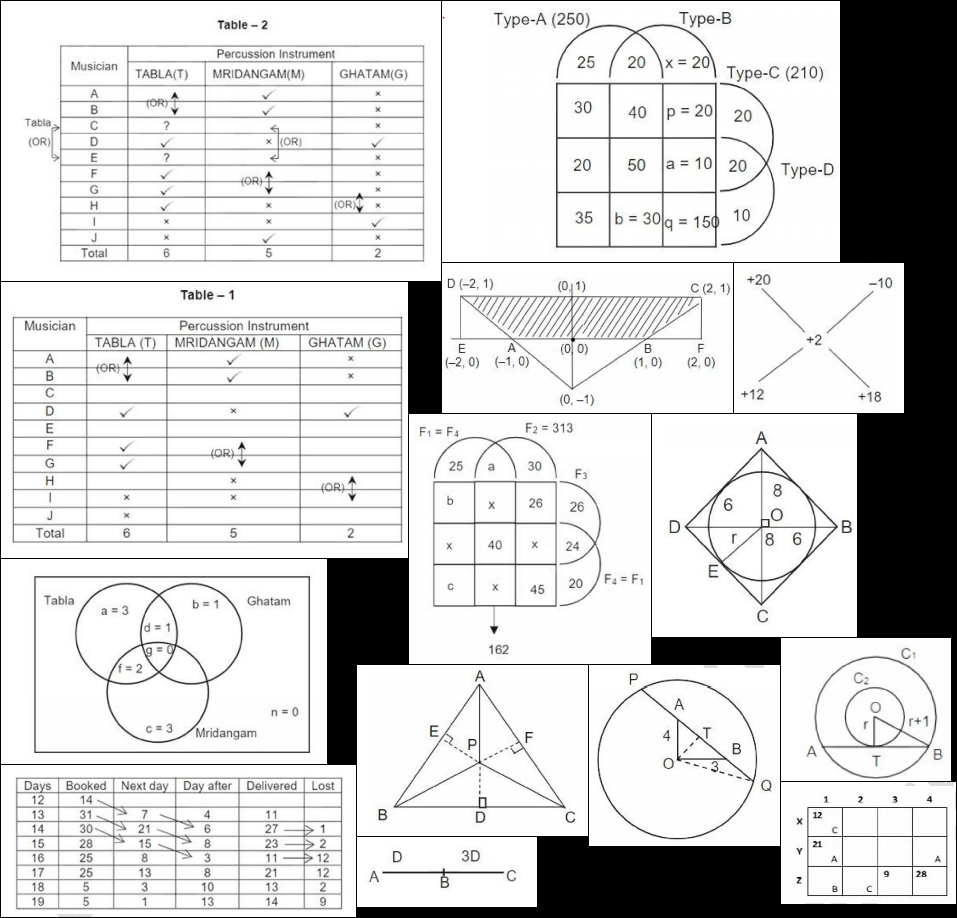 Table – 2
Musician Percussion Instrument
TABLA(T) MRIDANGAM(M) GHATAM(G)
A ✓ ×
(OR)
B ✓ ×
Tabla C ? ×
(OR) D ✓ × (OR) ✓
E ? ×
F ✓ ×
(OR)
G ✓ ×
H ✓ × (OR) ×
I × × ✓
J × ✓ ×
Total 6 5 2
Type-A (250) Type-B
25 20 x = 20
Type-C (210)
30 40 p = 20 20
20 50 a = 10 20 Type-D
35 b = 30 q = 150 10
D (–2, 1) (0, 1) C (2, 1)
E A (0, 0) B F
(–2, 0) (–1, 0) (1, 0) (2, 0)
(0, –1)
+20 –10
+2
+12 +18
Table – 1
Musician Percussion Instrument
TABLA (T) MRIDANGAM (M) GHATAM (G)
A ✓ ×
(OR)
B ✓ ×
C
D ✓ × ✓
E
F ✓
(OR)
G ✓
H ×
(OR)
I × ×
J ×
Total 6 5 2
F₁ = F₄ F₂ = 313
25 a 30
F₃
b x 26 26
x 40 x 24
F₄ = F₁
c x 45 20
162
A
6 8
D O B
r 8 6
E
C
Tabla a = 3 b = 1 Ghatam
d = 1
g = 0
f = 2
c = 3 n = 0
Mridangam
A
E P F
B D C
P
A
4 T
O B
3
Q
C₁
C₂
O
r r+1
A T B
Days Booked Next day Day after Delivered Lost
12 14
13 31 7 4 11
14 30 21 6 27 1
15 28 15 8 23 2
16 25 8 3 11 12
17 25 13 8 21 12
18 5 3 10 13 2
19 5 1 13 14 9
D 3D
A B C
1 2 3 4
X 12 C
Y 21 A A
Z B C 9 28